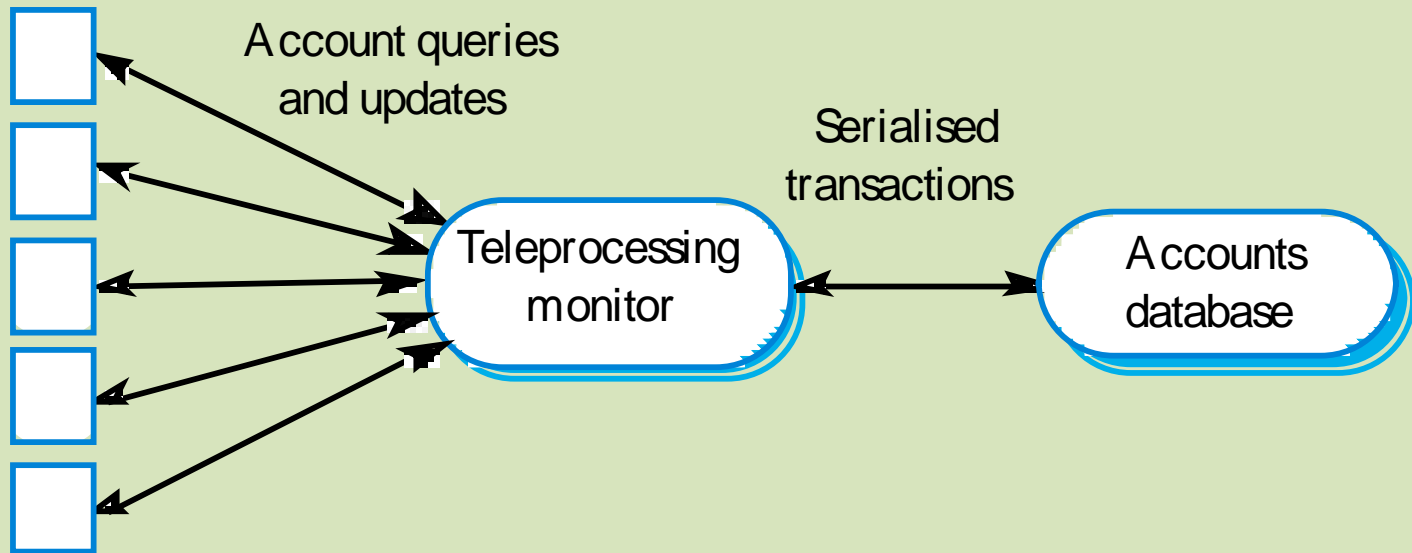 Account queries
and updates
Serialised
transactions
Teleprocessing
monitor
Accounts
database